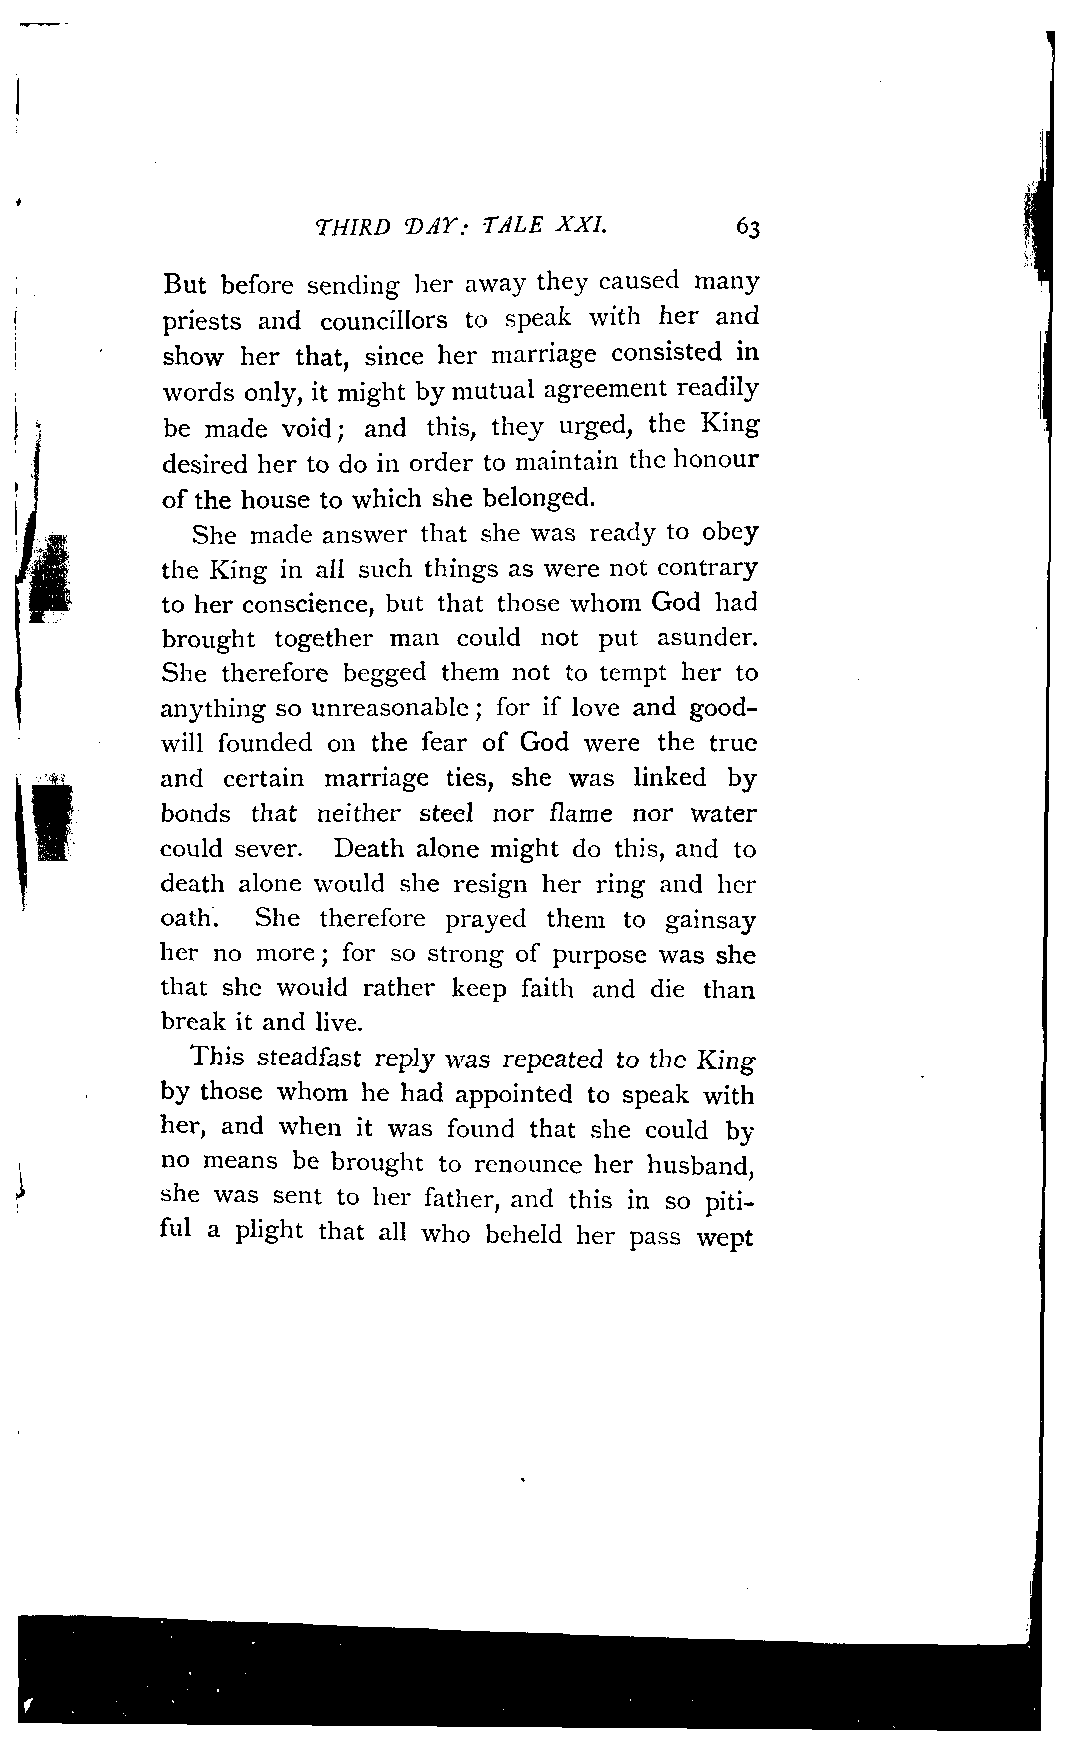 THIRD DAY: TALE XXI. 63
But before sending her away they caused many
priests and councillors to speak with her and
show her that, since her marriage consisted in
words only, it might by mutual agreement readily
be made void; and this, they urged, the King
desired her to do in order to maintain the honour
of the house to which she belonged.
She made answer that she was ready to obey
the King in all such things as were not contrary
to her conscience, but that those whom God had
brought together man could not put asunder.
She therefore begged them not to tempt her to
anything so unreasonable; for if love and good-
will founded on the fear of God were the true
and certain marriage ties, she was linked by
bonds that neither steel nor flame nor water
could sever. Death alone might do this, and to
death alone would she resign her ring and her
oath. She therefore prayed them to gainsay
her no more; for so strong of purpose was she
that she would rather keep faith and die than
break it and live.
This steadfast reply was repeated to the King
by those whom he had appointed to speak with
her, and when it was found that she could by
no means be brought to renounce her husband,
she was sent to her father, and this in so piti-
ful a plight that all who beheld her pass wept